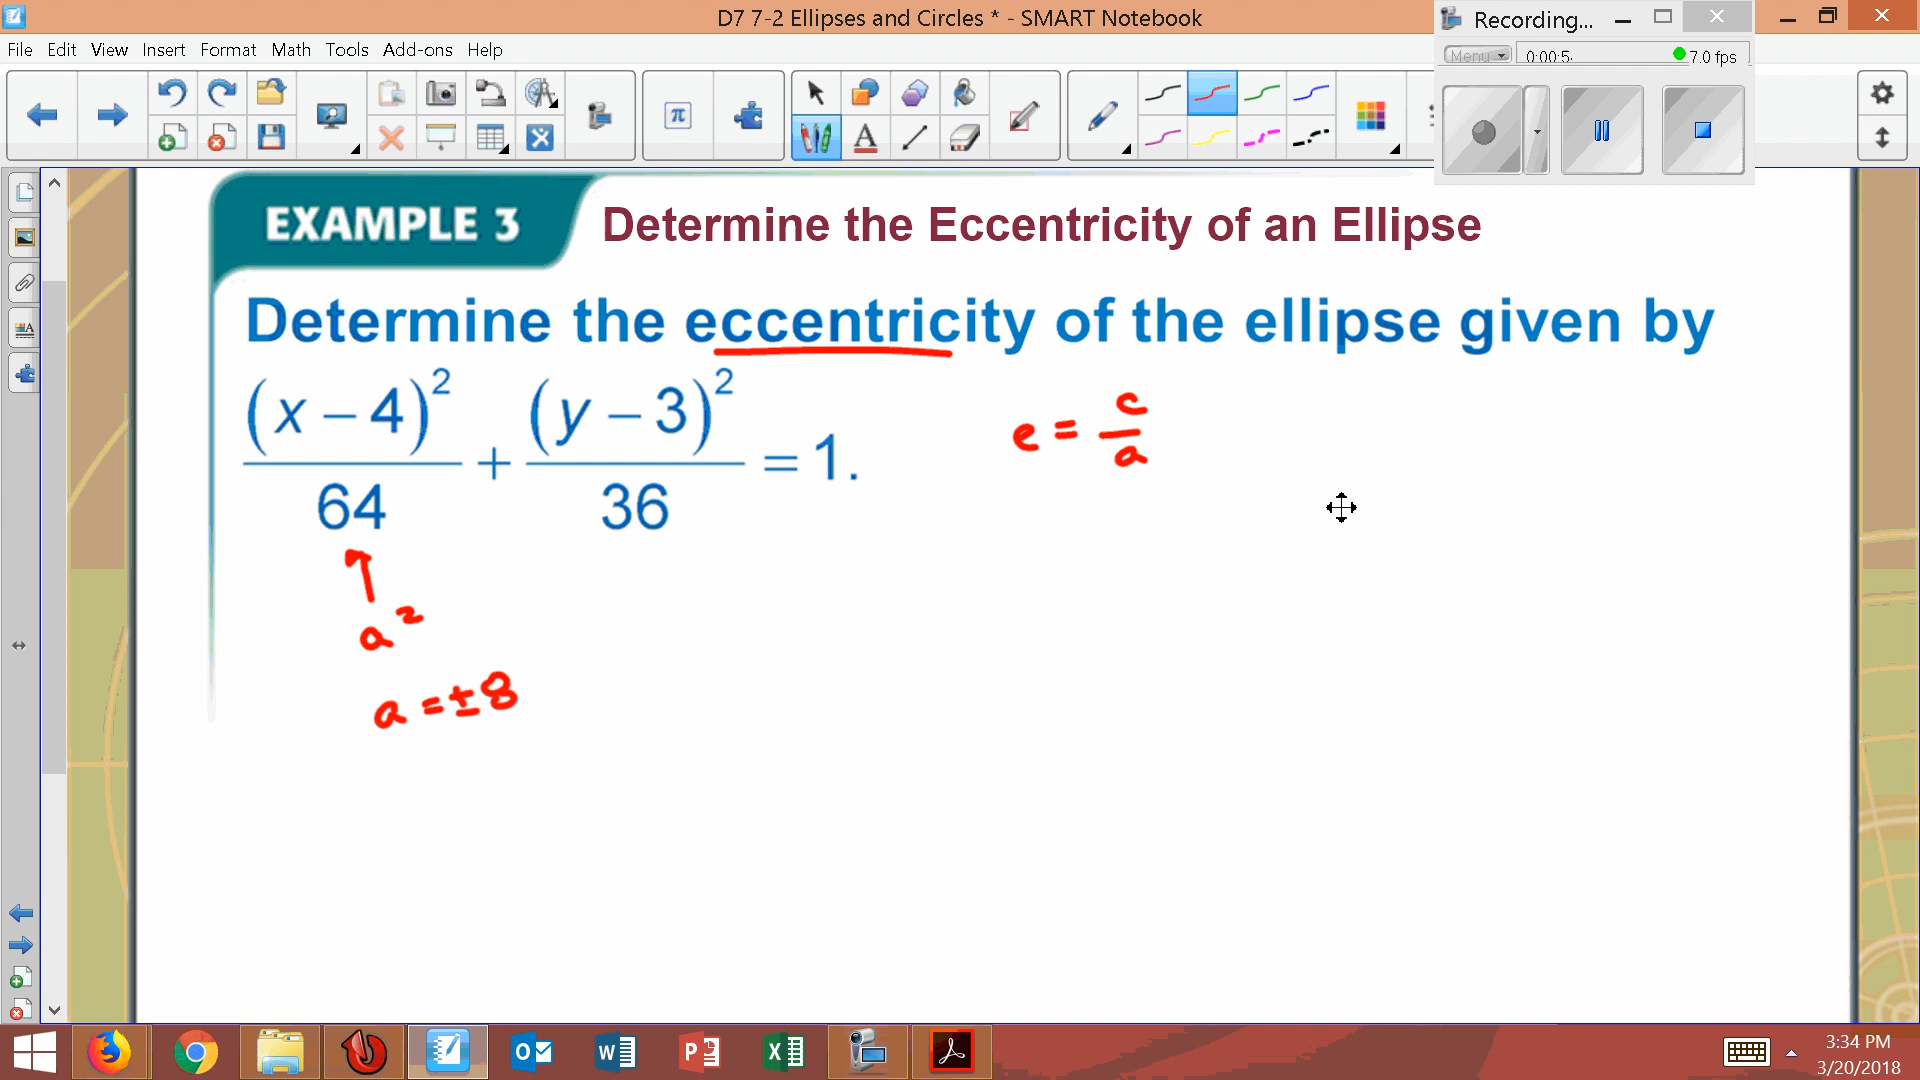 D7 7-2 Ellipses and Circles * - SMART Notebook
Recording...
File Edit View Insert Format Math Tools Add-ons Help
Menu
0:00:5
7.0 fps
π
A
EXAMPLE 3 Determine the Eccentricity of an Ellipse
Determine the eccentricity of the ellipse given by
(x – 4)² / 64 + (y – 3)² / 36 = 1.
e = c/a
a²
a = ±8
3:34 PM
3/20/2018